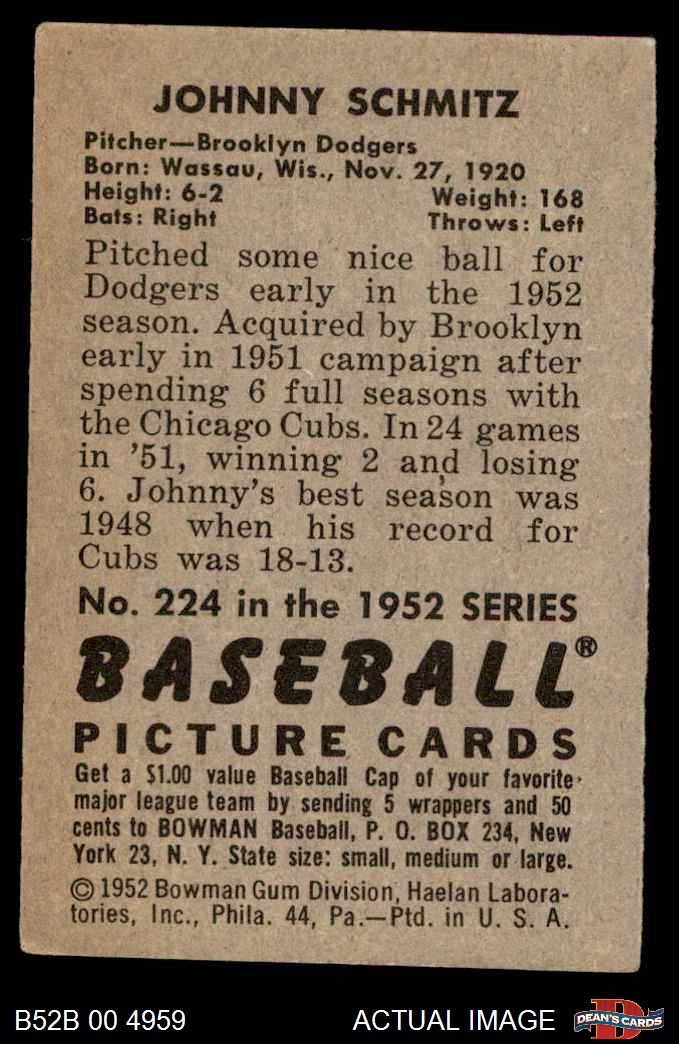 JOHNNY SCHMITZ
Pitcher—Brooklyn Dodgers
Born: Wassau, Wis., Nov. 27, 1920
Height: 6-2 Weight: 168
Bats: Right Throws: Left
Pitched some nice ball for
Dodgers early in the 1952
season. Acquired by Brooklyn
early in 1951 campaign after
spending 6 full seasons with
the Chicago Cubs. In 24 games
in '51, winning 2 and losing
6. Johnny's best season was
1948 when his record for
Cubs was 18-13.
No. 224 in the 1952 SERIES
BASEBALL®
PICTURE CARDS
Get a $1.00 value Baseball Cap of your favorite
major league team by sending 5 wrappers and 50
cents to BOWMAN Baseball, P. O. BOX 234, New
York 23, N. Y. State size: small, medium or large.
© 1952 Bowman Gum Division, Haelan Labora-
tories, Inc., Phila. 44, Pa.—Ptd. in U. S. A.
B52B 00 4959 ACTUAL IMAGE D DEAN'S CARDS